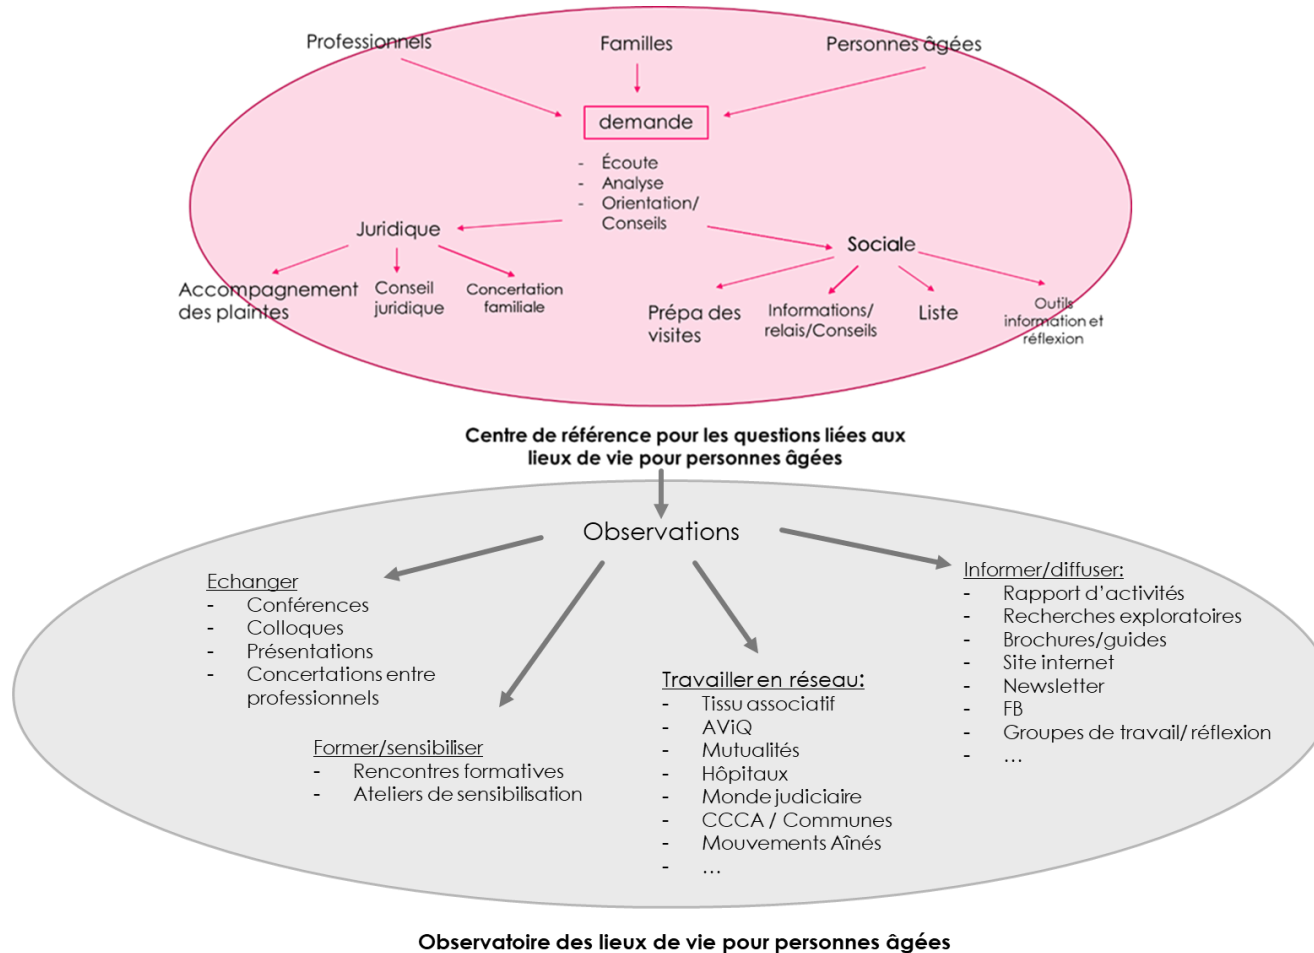 Professionnels
Familles
Personnes âgées
demande
- Écoute
- Analyse
- Orientation/
Conseils
Juridique
Sociale
Accompagnement
des plaintes
Conseil
juridique
Concertation
familiale
Prépa des
visites
Informations/
relais/Conseils
Liste
Outils
information et
réflexion
Centre de référence pour les questions liées aux
lieux de vie pour personnes âgées
Observations
Echanger
- Conférences
- Colloques
- Présentations
- Concertations entre
professionnels
Former/sensibiliser
- Rencontres formatives
- Ateliers de sensibilisation
Travailler en réseau:
- Tissu associatif
- AViQ
- Mutualités
- Hôpitaux
- Monde judiciaire
- CCCA / Communes
- Mouvements Aînés
- …
Informer/diffuser:
- Rapport d’activités
- Recherches exploratoires
- Brochures/guides
- Site internet
- Newsletter
- FB
- Groupes de travail/ réflexion
- …
Observatoire des lieux de vie pour personnes âgées